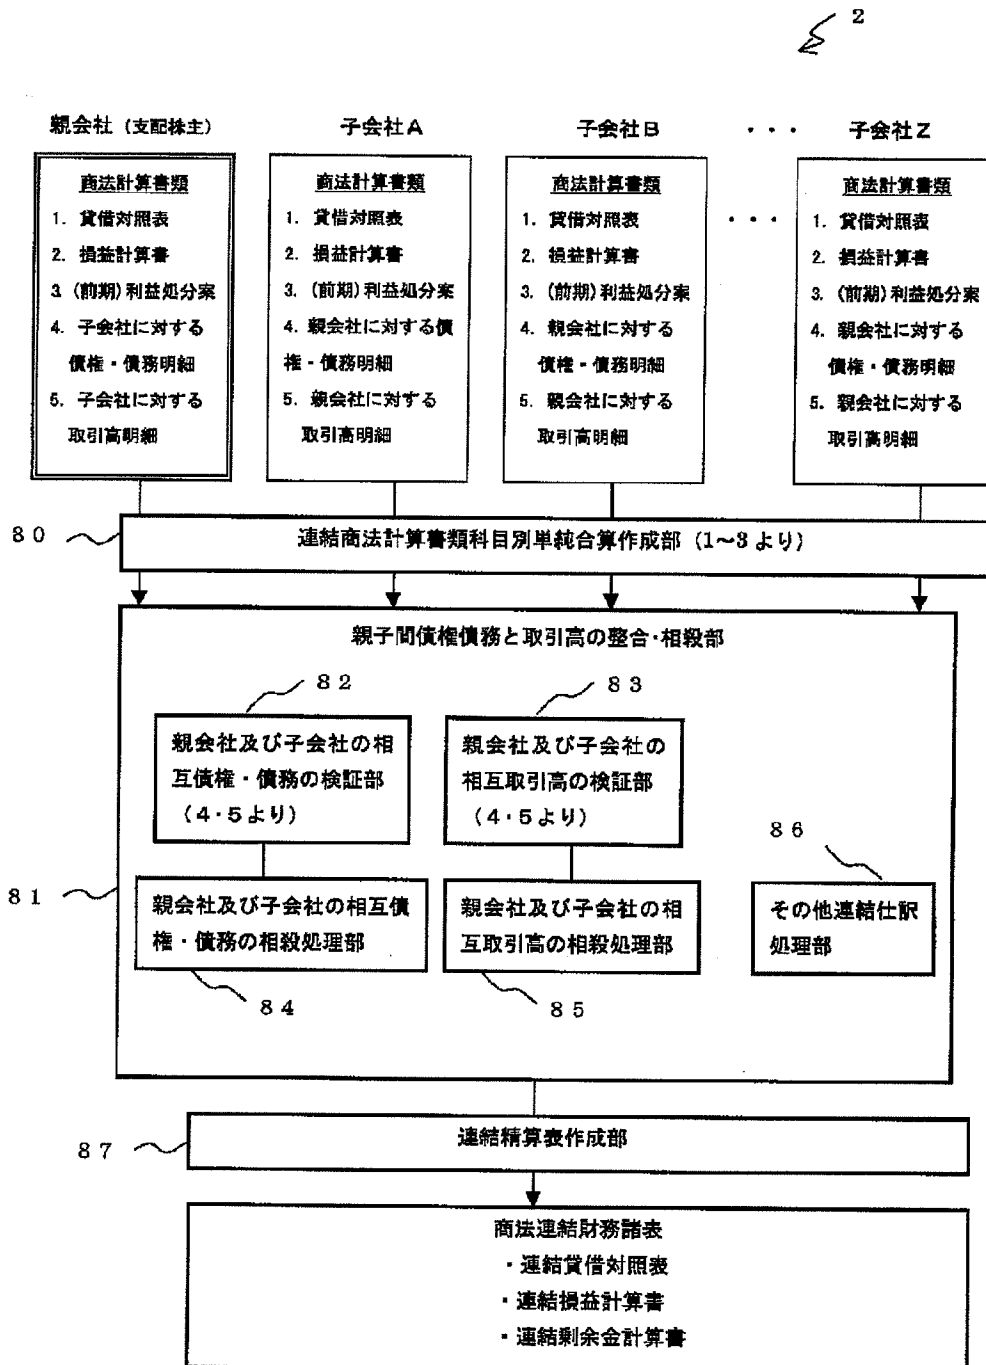 2
親会社 (支配株主)
子会社A
子会社B
・・・
子会社Z
商法計算書類
1. 貸借対照表
2. 損益計算書
3. (前期) 利益処分案
4. 子会社に対する
債権・債務明細
5. 子会社に対する
取引高明細
商法計算書類
1. 貸借対照表
2. 損益計算書
3. (前期) 利益処分案
4. 親会社に対する債
権・債務明細
5. 親会社に対する
取引高明細
商法計算書類
1. 貸借対照表
2. 損益計算書
3. (前期) 利益処分案
4. 親会社に対する
債権・債務明細
5. 親会社に対する
取引高明細
・・・
商法計算書類
1. 貸借対照表
2. 損益計算書
3. (前期) 利益処分案
4. 親会社に対する
債権・債務明細
5. 親会社に対する
取引高明細
80
連結商法計算書類科目別単純合算作成部 (1~3 より)
親子間債権債務と取引高の整合・相殺部
82
83
親会社及び子会社の相
互債権・債務の検証部
(4・5より)
親会社及び子会社の
相互取引高の検証部
(4・5より)
86
81
親会社及び子会社の相互債
権・債務の相殺処理部
親会社及び子会社の相
互取引高の相殺処理部
その他連結仕訳
処理部
84
85
87
連結精算表作成部
商法連結財務諸表
・連結貸借対照表
・連結損益計算書
・連結剰余金計算書